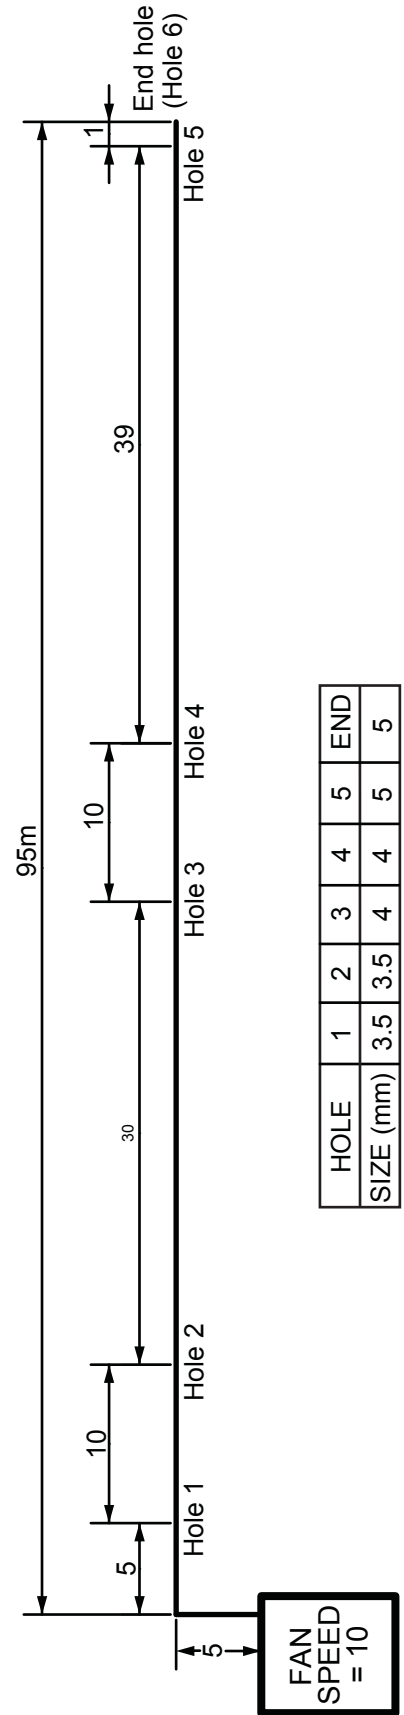 95m
5
10
30
10
39
1
Hole 1
Hole 2
Hole 3
Hole 4
Hole 5
End hole
(Hole 6)
5
FAN
SPEED
= 10
HOLE 1 2 3 4 5 END
SIZE (mm) 3.5 3.5 4 4 5 5